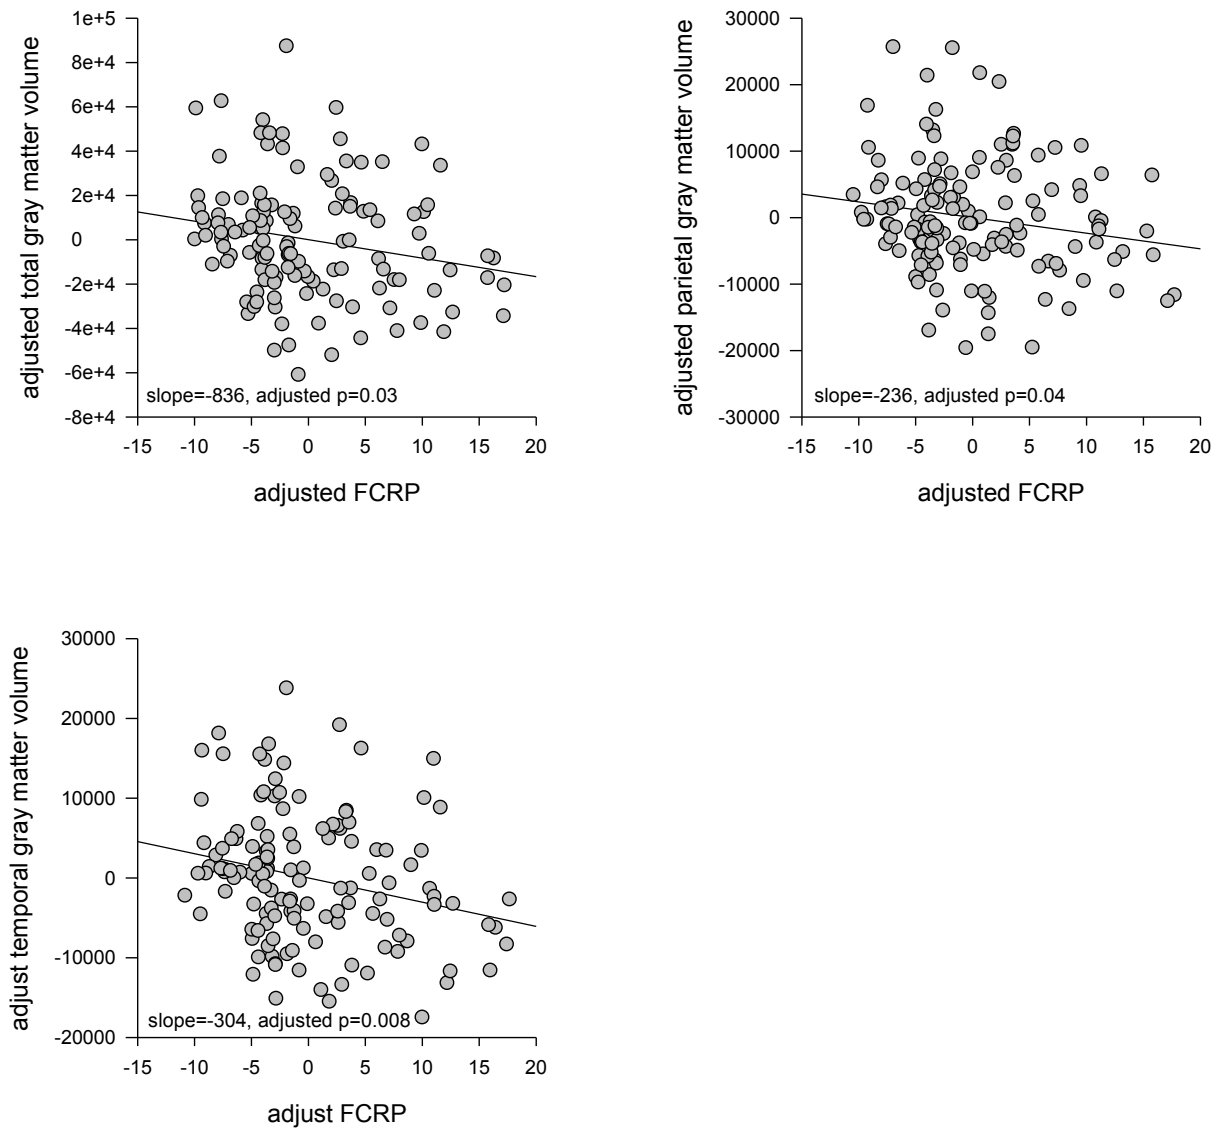 adjusted total gray matter volume
1e+5
8e+4
6e+4
4e+4
2e+4
0
-2e+4
-4e+4
-6e+4
-8e+4
slope=-836, adjusted p=0.03
-15 -10 -5 0 5 10 15 20
adjusted FCRP
adjusted parietal gray matter volume
30000
20000
10000
0
-10000
-20000
-30000
slope=-236, adjusted p=0.04
-15 -10 -5 0 5 10 15 20
adjusted FCRP
adjust temporal gray matter volume
30000
20000
10000
0
-10000
-20000
slope=-304, adjusted p=0.008
-15 -10 -5 0 5 10 15 20
adjust FCRP